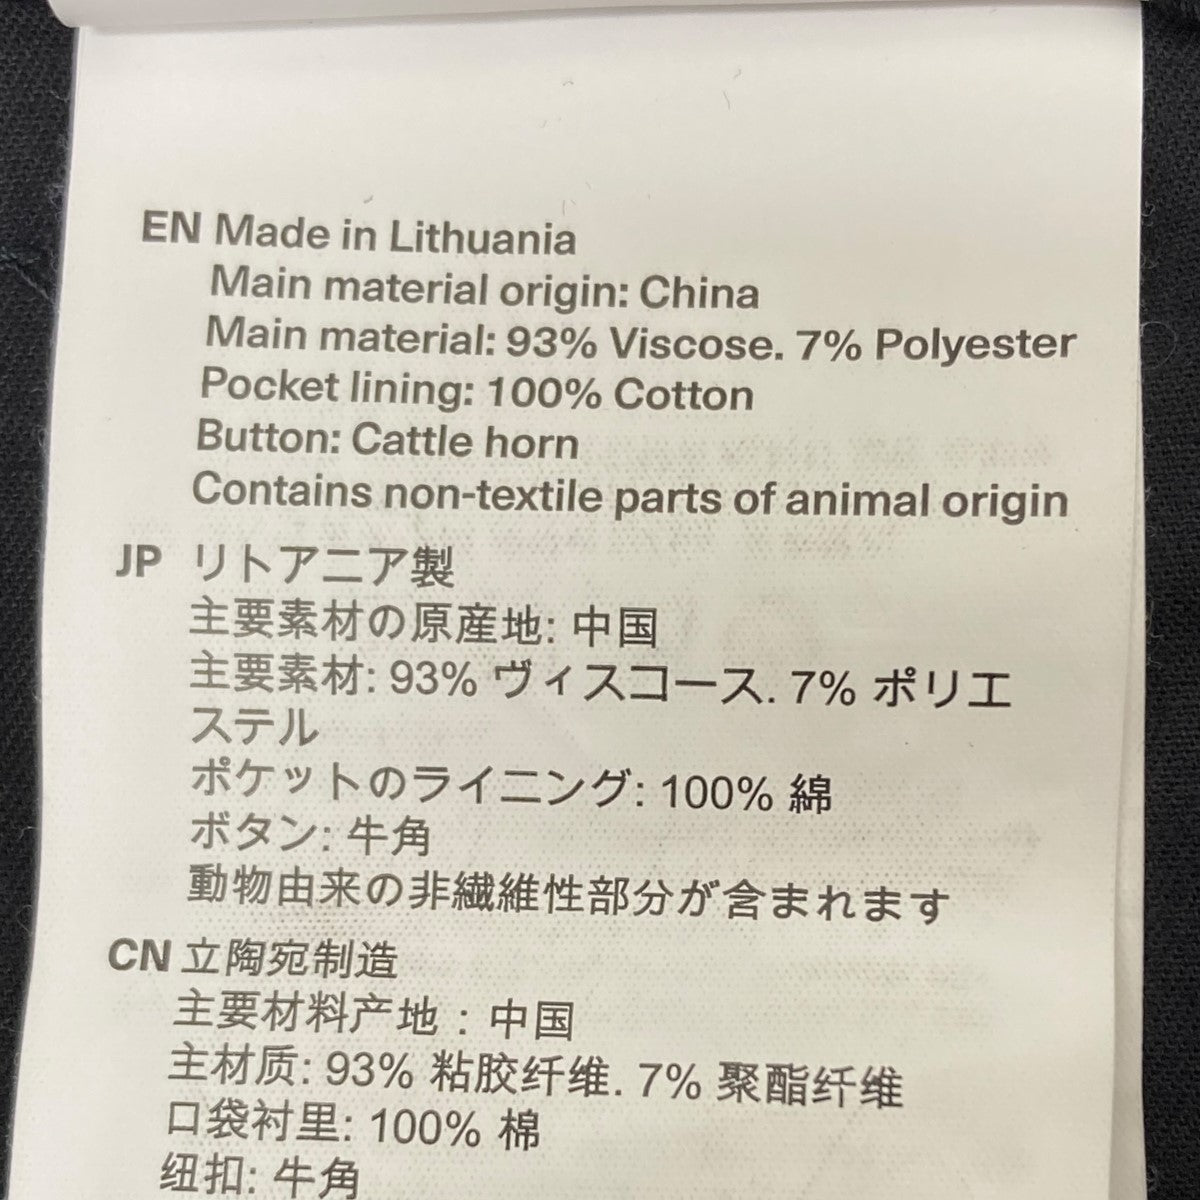 EN Made in Lithuania
Main material origin: China
Main material: 93% Viscose. 7% Polyester
Pocket lining: 100% Cotton
Button: Cattle horn
Contains non-textile parts of animal origin
JP リトアニア製
主要素材の原産地: 中国
主要素材: 93% ヴィスコース. 7% ポリエ
ステル
ポケットのライニング: 100% 綿
ボタン: 牛角
動物由来の非繊維性部分が含まれます
CN 立陶宛制造
主要材料产地：中国
主材质: 93% 粘胶纤维. 7% 聚酯纤维
口袋衬里: 100% 棉
纽扣: 牛角